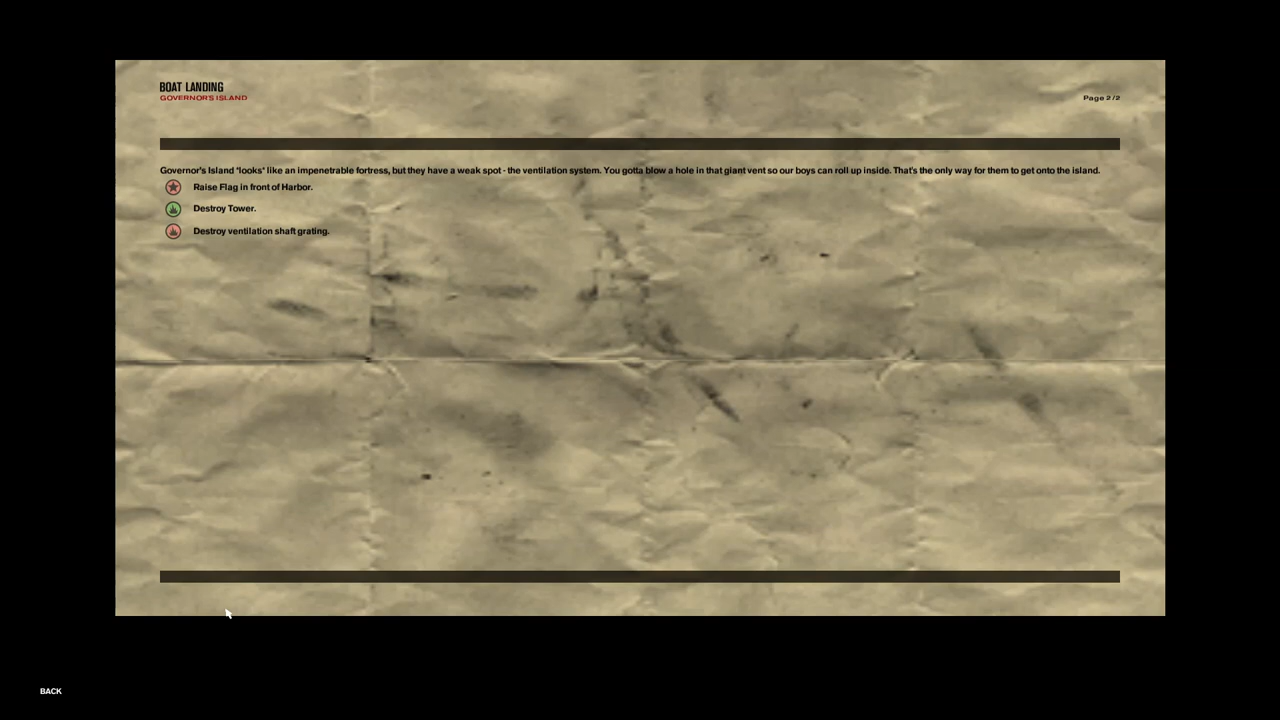 BOAT LANDING
GOVERNOR'S ISLAND
Page 2/2
Governor's Island *looks* like an impenetrable fortress, but they have a weak spot - the ventilation system. You gotta blow a hole in that giant vent so our boys can roll up inside. That's the only way for them to get onto the island.
Raise Flag in front of Harbor.
Destroy Tower.
Destroy ventilation shaft grating.
BACK